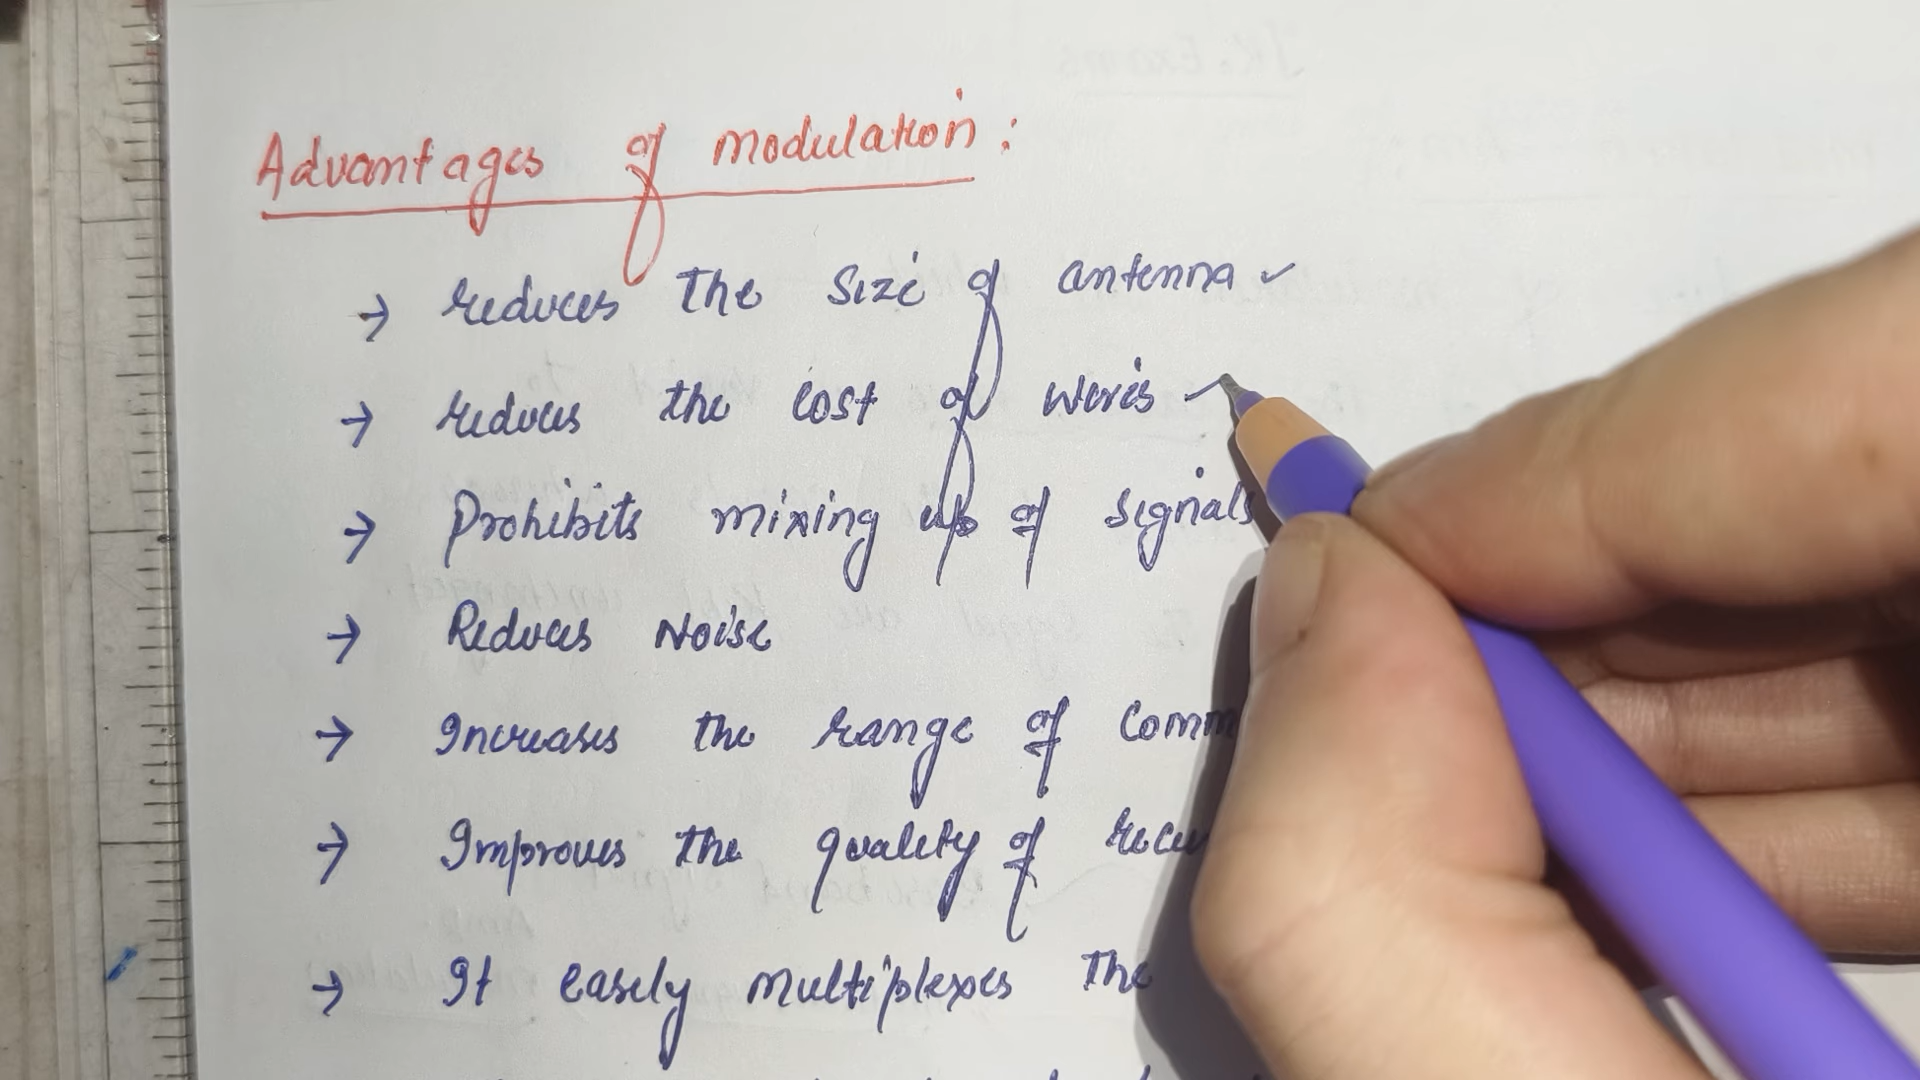 Advantages of modulation :
→ reduces the size of antenna ✓
→ reduces the cost of wires
→ Prohibits mixing up of signals
→ Reduces Noise
→ Increases the range of Comm
→ Improves the quality of
→ It easily multiplexes the